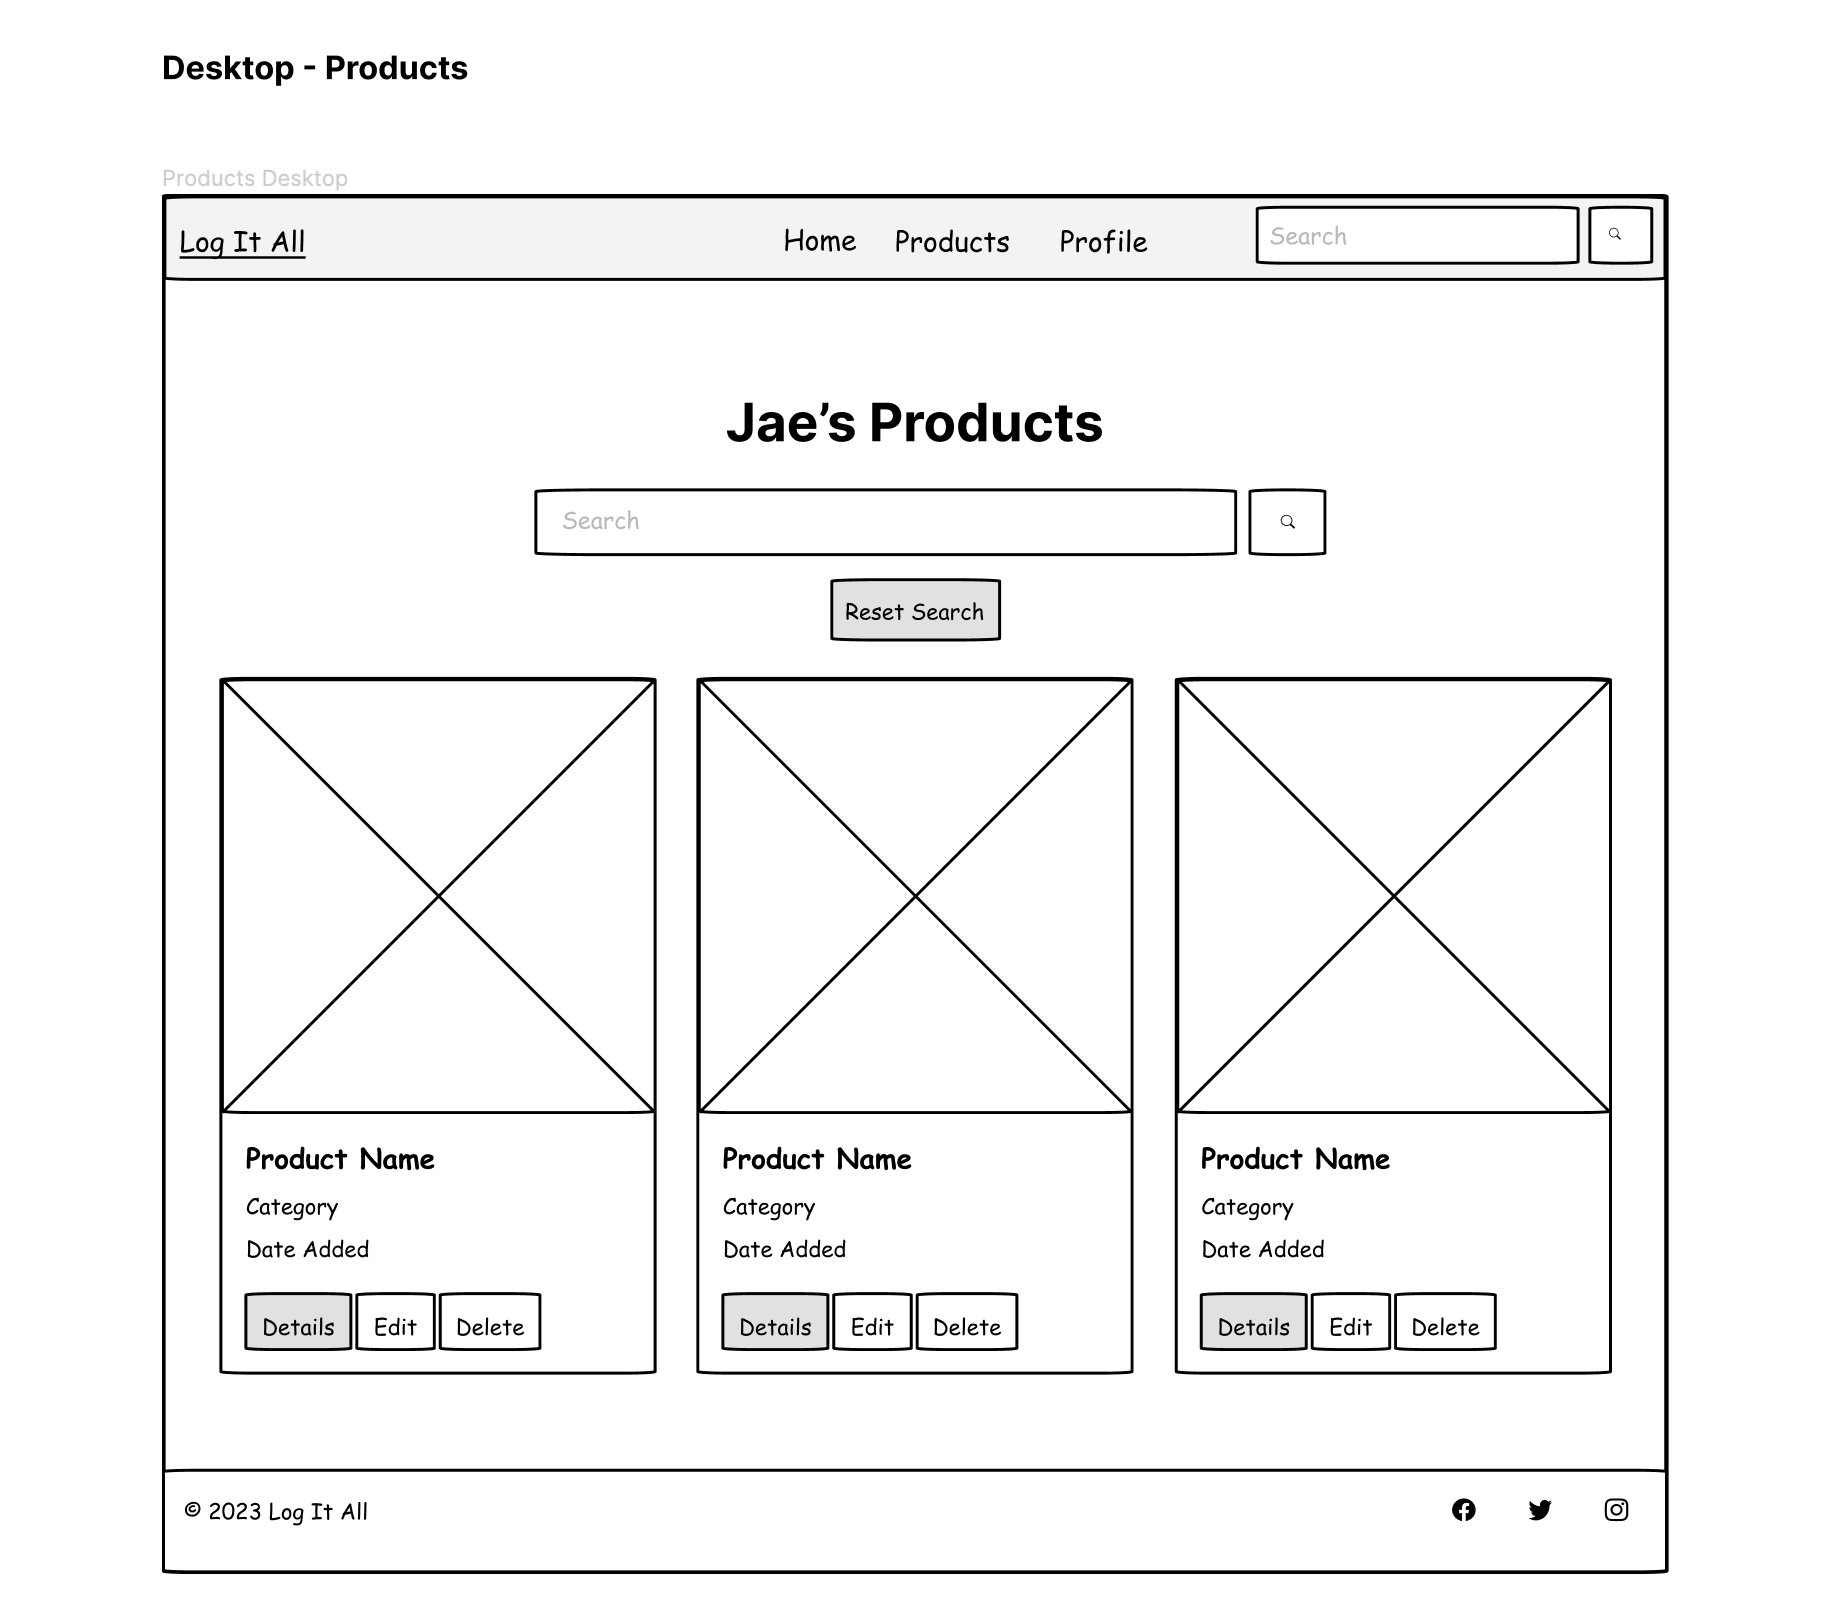 Desktop - Products
Products Desktop
Log It All Home Products Profile Search
Jae’s Products
Search
Reset Search
Product Name Product Name Product Name
Category Category Category
Date Added Date Added Date Added
Details Edit Delete Details Edit Delete Details Edit Delete
© 2023 Log It All